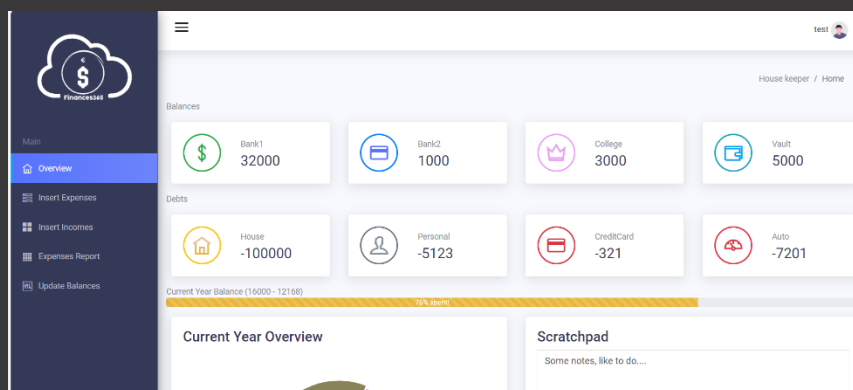 test
€
$
Finances365
House keeper / Home
Balances
Main
Overview
Insert Expenses
Insert Incomes
Expenses Report
Update Balances
$
Bank1
32000
Bank2
1000
College
3000
Vault
5000
Debts
House
-100000
Personal
-5123
CreditCard
-321
Auto
-7201
Current Year Balance (16000 - 12168)
76% spent!
Current Year Overview
Scratchpad
Some notes, like to do....